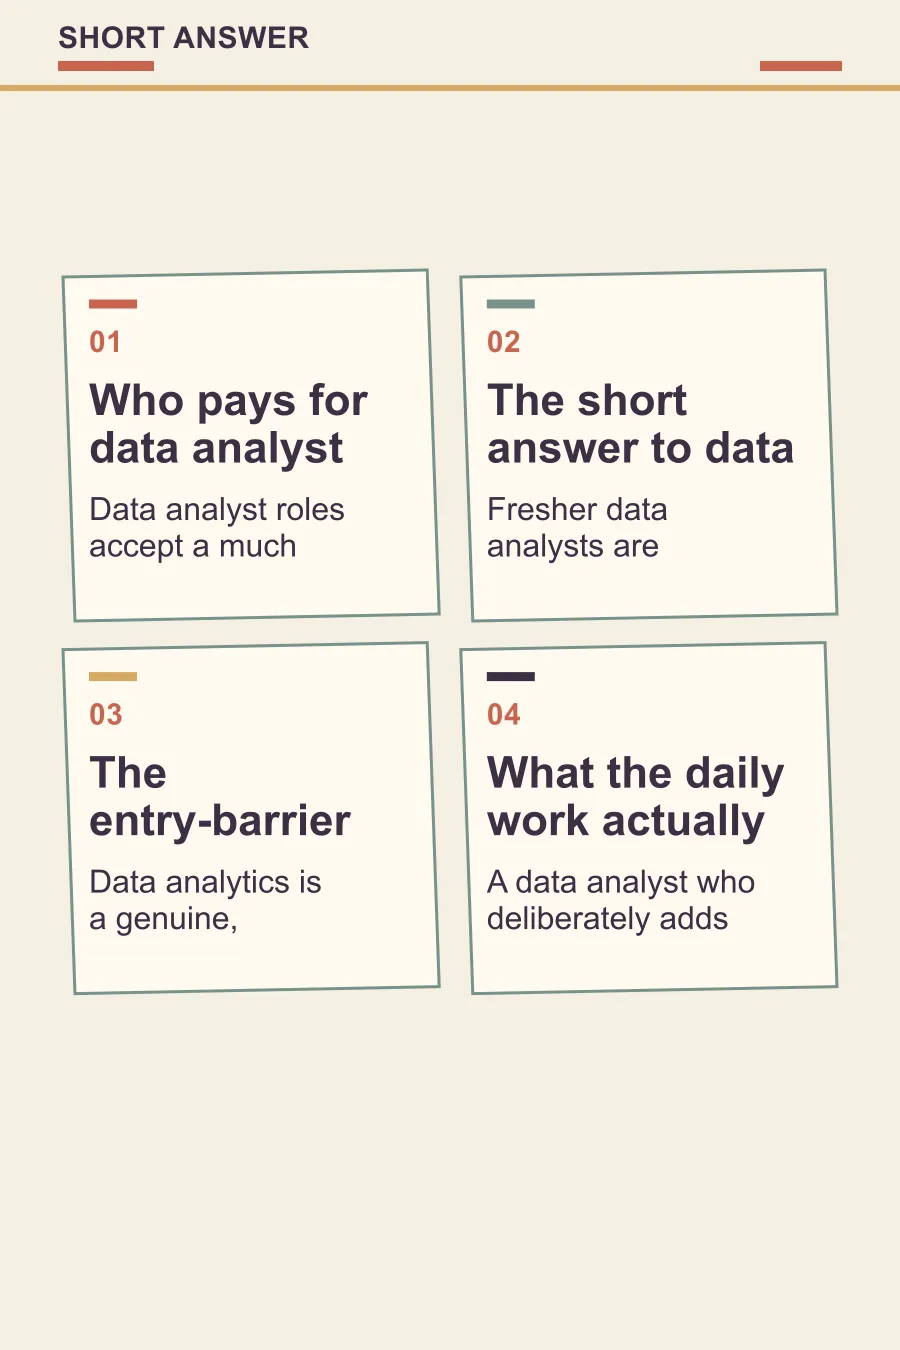 SHORT ANSWER
01
Who pays for
data analyst
Data analyst roles
accept a much
02
The short
answer to data
Fresher data
analysts are
03
The
entry-barrier
Data analytics is
a genuine,
04
What the daily
work actually
A data analyst who
deliberately adds